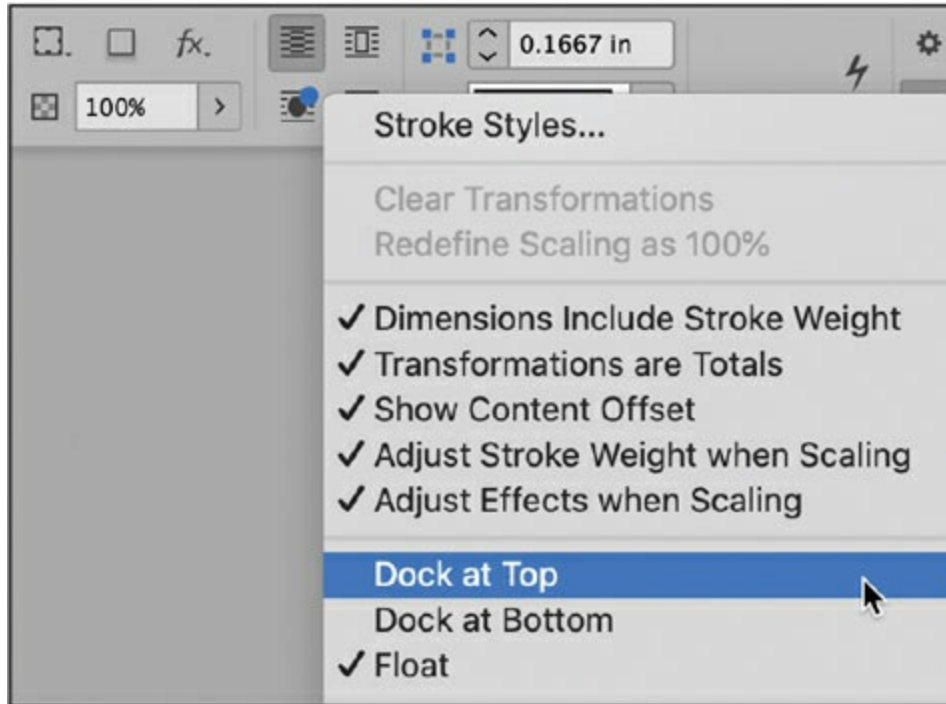 fx.
0.1667 in
100%
Stroke Styles...
Clear Transformations
Redefine Scaling as 100%
✓ Dimensions Include Stroke Weight
✓ Transformations are Totals
✓ Show Content Offset
✓ Adjust Stroke Weight when Scaling
✓ Adjust Effects when Scaling
Dock at Top
Dock at Bottom
✓ Float